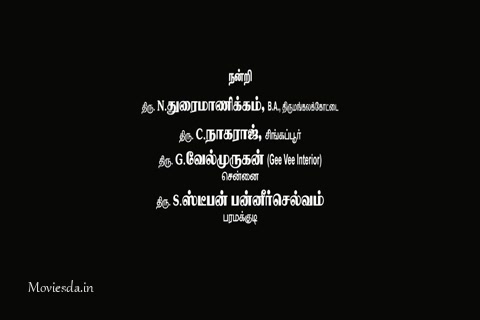 நன்றி
திரு. N.துரைமாணிக்கம், B.A., திருமங்கலக்கோட்டை
திரு. C.நாகராஜ், சிங்கப்பூர்
திரு. G.வேல்முருகன் (Gee Vee Interior)
சென்னை
திரு. S.ஸ்டீபன் பன்னீர்செல்வம்
பரமக்குடி
Moviesda.in